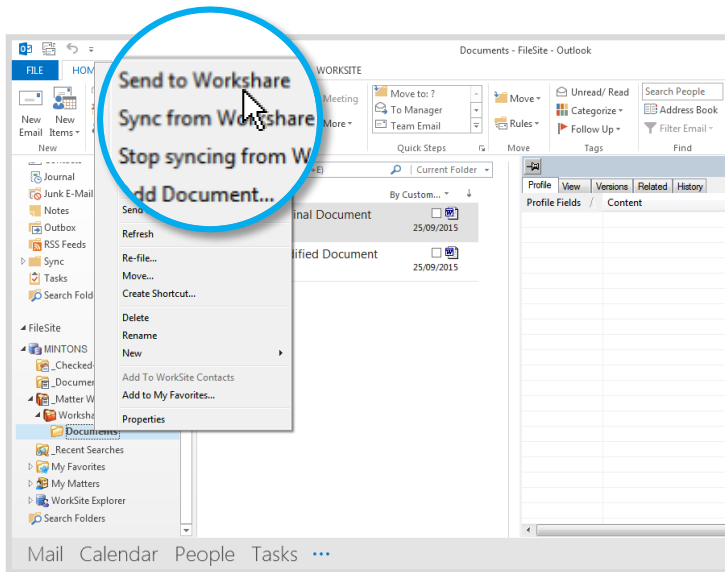 Documents - FileSite - Outlook
FILE
HOM
WORKSITE
New Email
New Items
Meeting
More
Move to: ?
To Manager
Team Email
Move
Rules
Unread/ Read
Categorize
Follow Up
Search People
Address Book
Filter Email
New
Quick Steps
Move
Tags
Find
Send to Workshare
Sync from Workshare
Stop syncing from W
dd Document...
Send
Refresh
Re-file...
Move...
Create Shortcut...
Delete
Rename
New
Add To WorkSite Contacts
Add to My Favorites...
Properties
Journal
Junk E-Mail
Notes
Outbox
RSS Feeds
Sync
Tasks
Search Fold
FileSite
MINTONS
_Checked-
_Documen
_Matter W
Worksha
Documents
_Recent Searches
My Favorites
My Matters
WorkSite Explorer
Search Folders
+E)
Current Folder
By Custom...
inal Document
25/09/2015
ified Document
25/09/2015
Profile View Versions Related History
Profile Fields / Content
Mail Calendar People Tasks •••